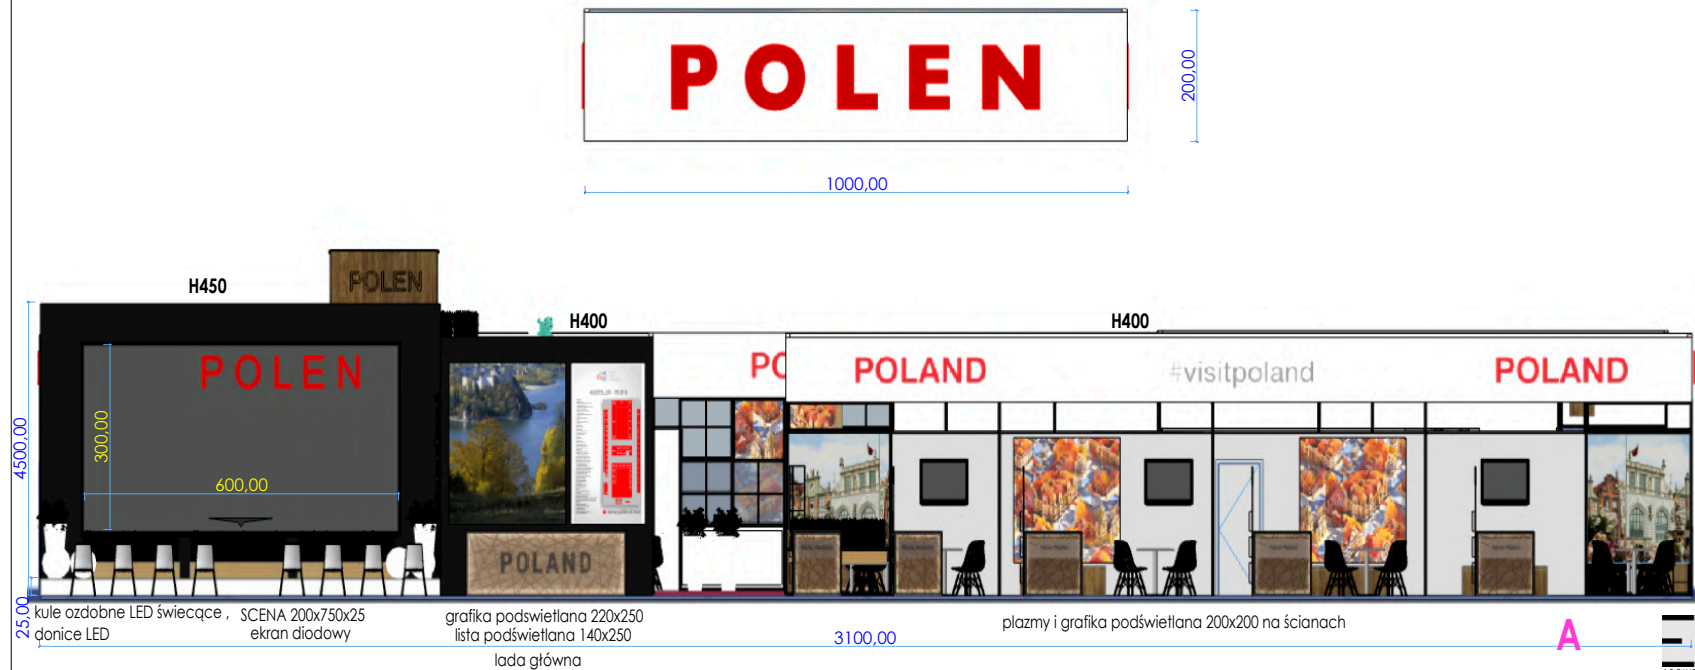 POLEN
200,00
1000,00
H450
POLEN
H400
H400
POLEN
PO
POLAND
#visitpoland
POLAND
4500,00
300,00
600,00
POLAND
25,00
kule ozdobne LED świecące ,
donice LED
SCENA 200x750x25
ekran diodowy
grafika podswietlana 220x250
lista podświetlana 140x250
lada główna
3100,00
plazmy i grafika podświetlana 200x200 na ścianach
A